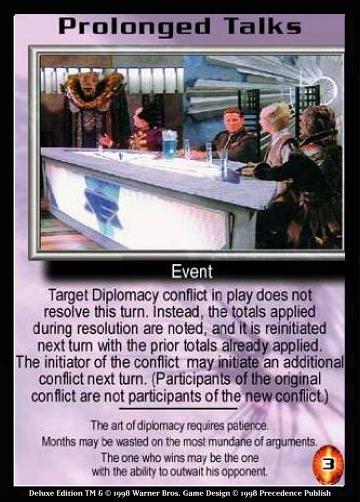 Prolonged Talks
Event
Target Diplomacy conflict in play does not
resolve this turn. Instead, the totals applied
during resolution are noted, and it is reinitiated
next turn with the prior totals already applied.
The initiator of the conflict may initiate an additional
conflict next turn. (Participants of the original
conflict are not participants of the new conflict.)
The art of diplomacy requires patience.
Months may be wasted on the most mundane of arguments.
The one who wins may be the one
with the ability to outwait his opponent.
3
Deluxe Edition TM & © 1998 Warner Bros. Game Design © 1998 Precedence Publish